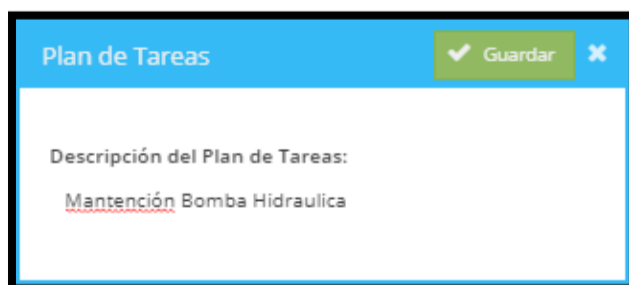 Plan de Tareas
Guardar
Descripción del Plan de Tareas:
Mantención Bomba Hidraulica